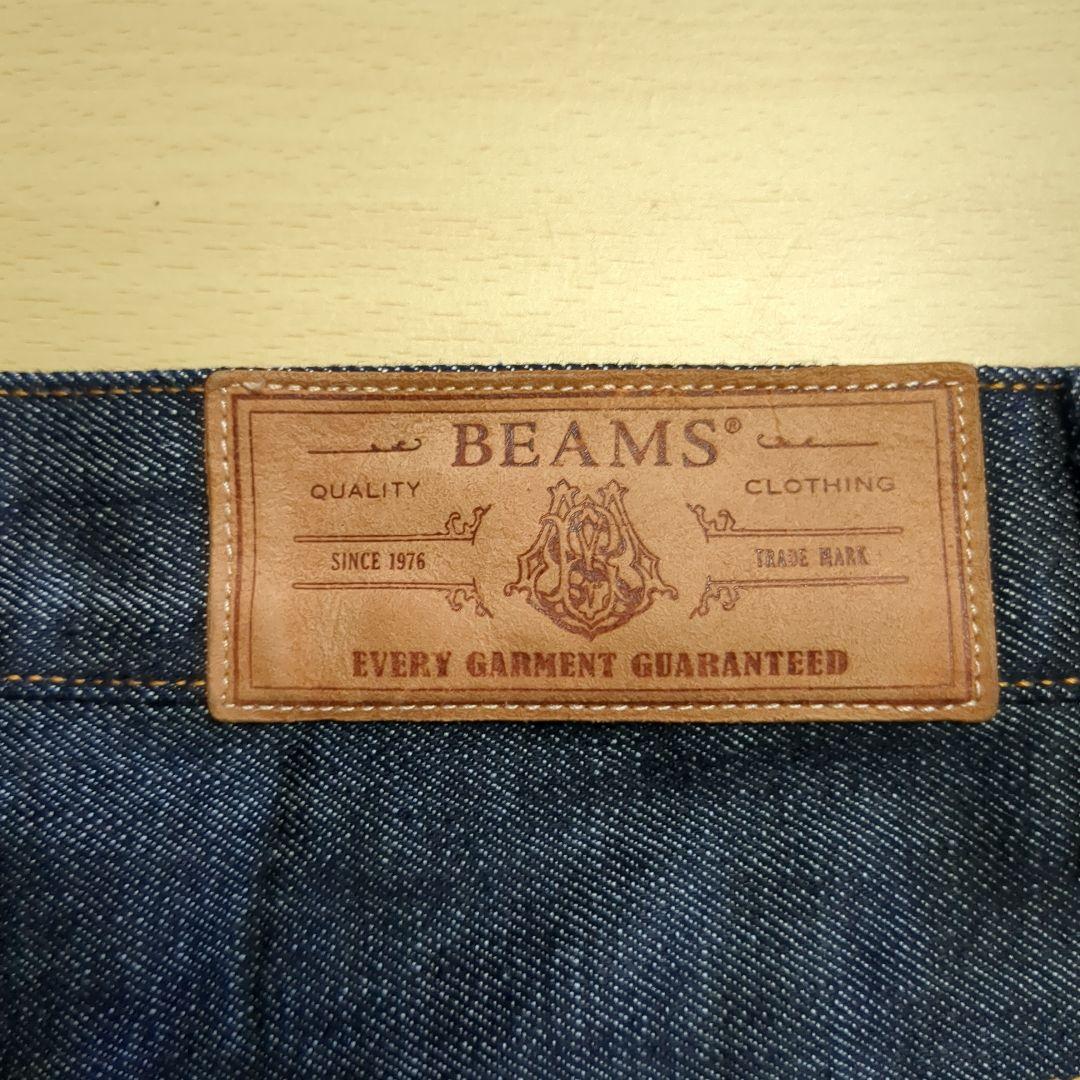 BEAMS®
QUALITY CLOTHING
SINCE 1976 TRADE MARK
EVERY GARMENT GUARANTEED